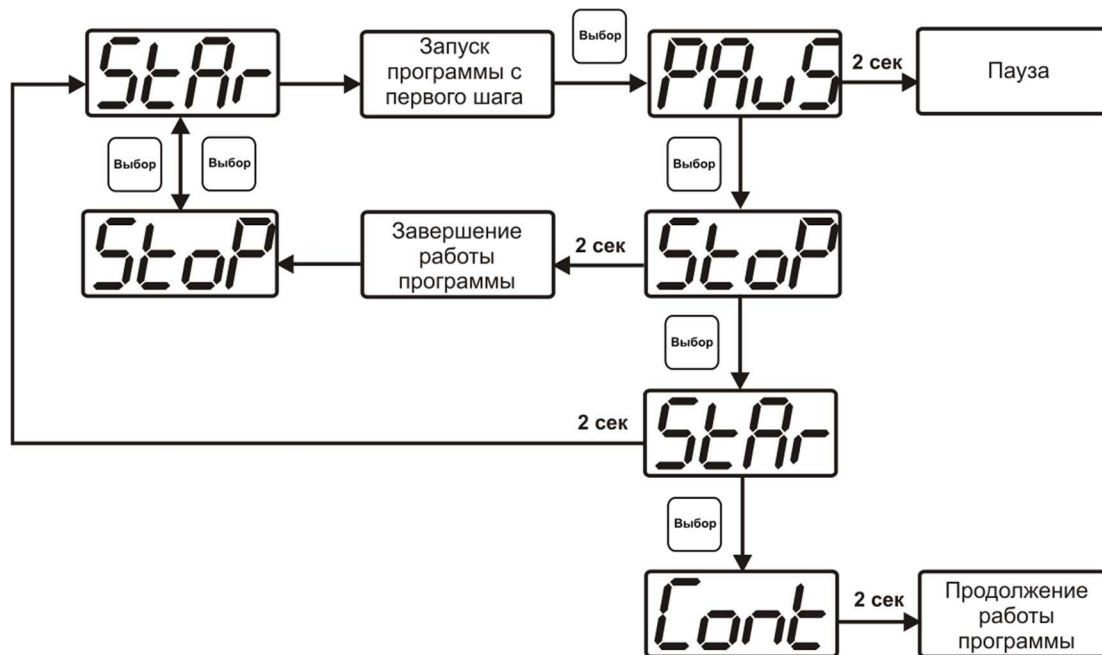 StAr
Запуск
программы с
первого шага
Выбор
PAuS
2 сек
Пауза
Выбор
Выбор
Выбор
StoP
Завершение
работы
программы
2 сек
StoP
Выбор
2 сек
StAr
Выбор
Cont
2 сек
Продолжение
работы
программы